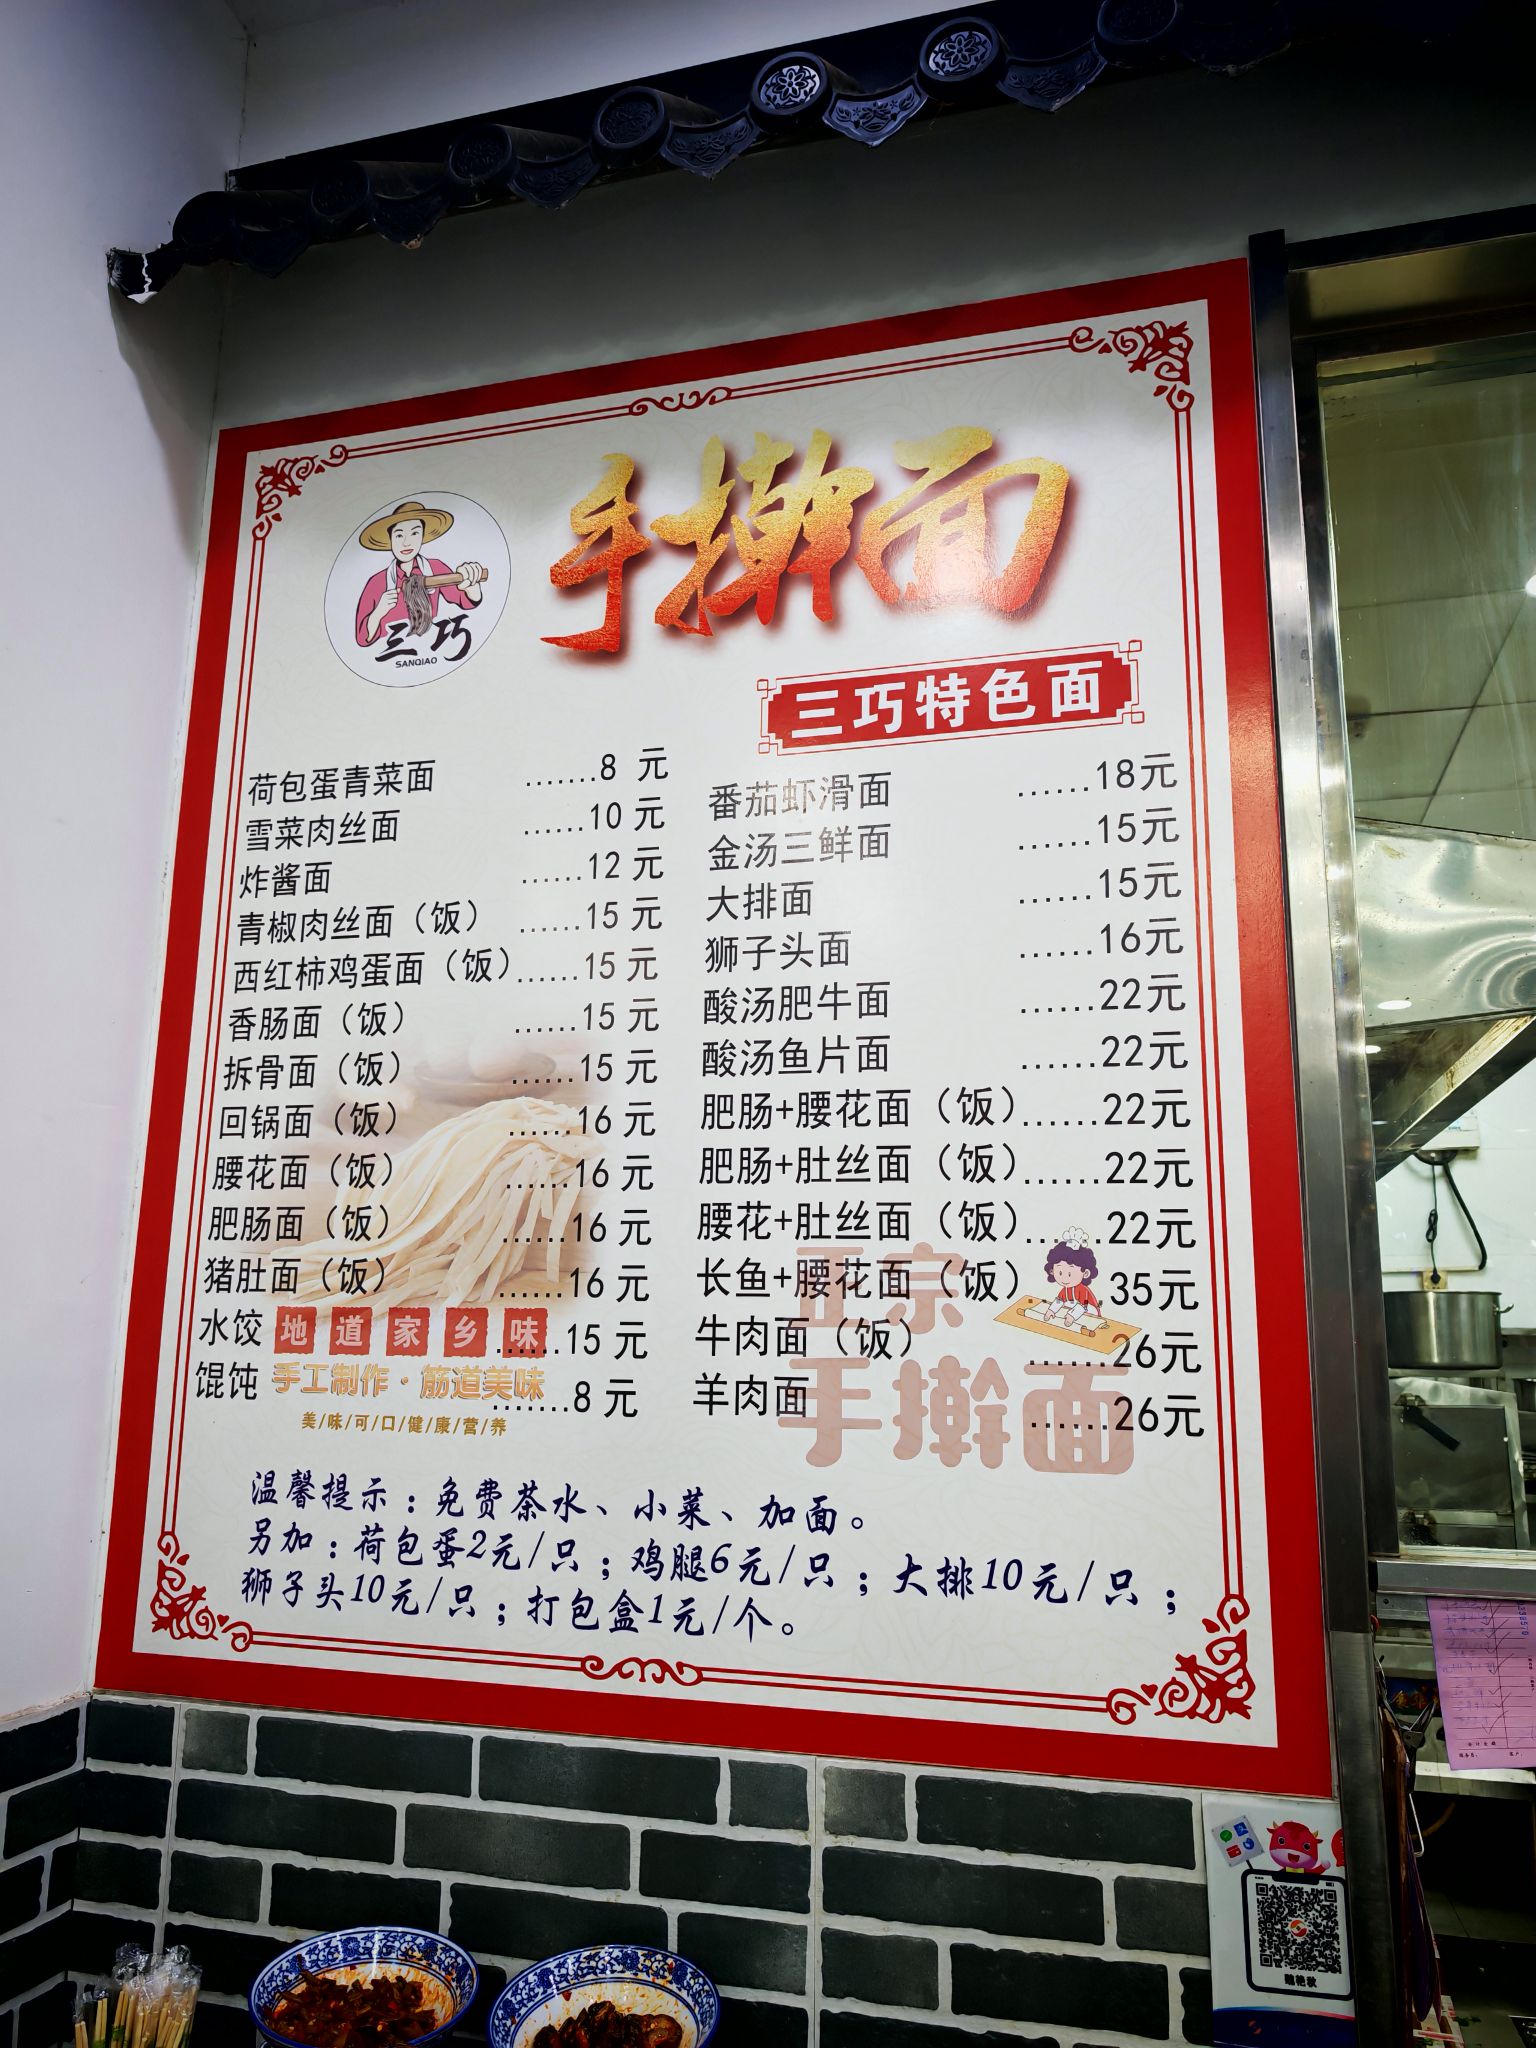 手擀面
三巧
SANQIAO
三巧特色面
荷包蛋青菜面 .......8 元
雪菜肉丝面 ......10 元
炸酱面 ......12 元
青椒肉丝面（饭） ......15 元
西红柿鸡蛋面（饭）......15 元
香肠面（饭） ......15 元
拆骨面（饭） ......15 元
回锅面（饭） ......16 元
腰花面（饭） ......16 元
肥肠面（饭） ......16 元
猪肚面（饭） ......16 元
水饺 ......15 元
馄饨 .......8 元
地道家乡味
手工制作·筋道美味
美/味/可/口/健/康/营/养
番茄虾滑面 ......18元
金汤三鲜面 ......15元
大排面 ......15元
狮子头面 ......16元
酸汤肥牛面 ......22元
酸汤鱼片面 ......22元
肥肠+腰花面（饭）......22元
肥肠+肚丝面（饭）......22元
腰花+肚丝面（饭）......22元
长鱼+腰花面（饭） 35元
牛肉面（饭） ......26元
羊肉面 ......26元
正宗
手擀面
温馨提示：免费茶水、小菜、加面。
另加：荷包蛋2元/只；鸡腿6元/只；大排10元/只；
狮子头10元/只；打包盒1元/个。